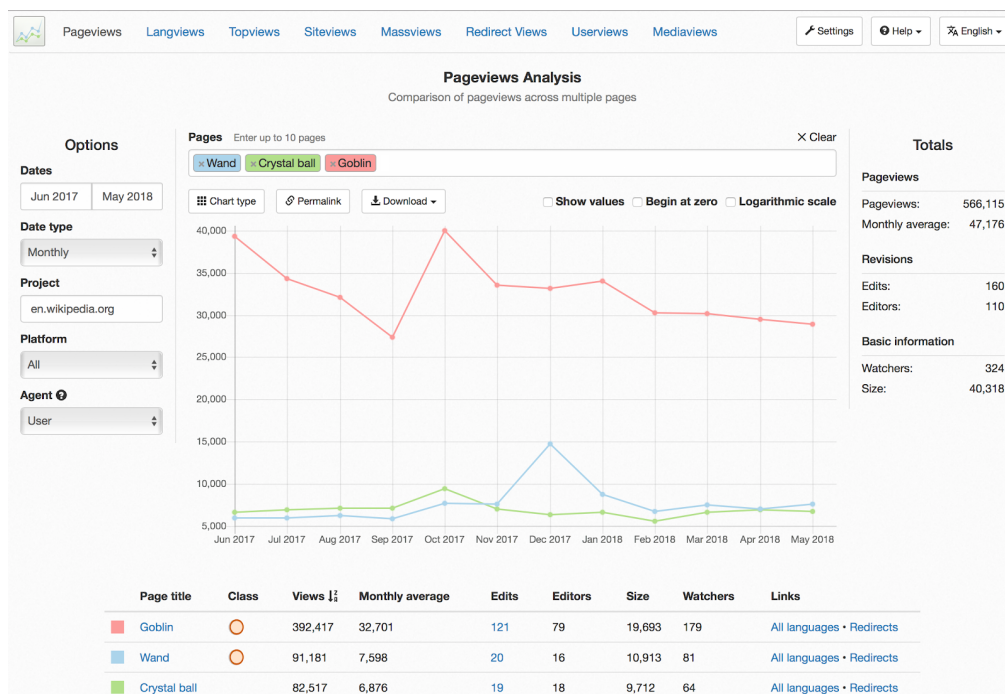 Pageviews Langviews Topviews Siteviews Massviews Redirect Views Userviews Mediaviews Settings Help English
Pageviews Analysis
Comparison of pageviews across multiple pages
Options
Dates
Jun 2017 May 2018
Date type
Monthly
Project
en.wikipedia.org
Platform
All
Agent
User
Pages Enter up to 10 pages × Clear
× Wand × Crystal ball × Goblin
Chart type Permalink Download Show values Begin at zero Logarithmic scale
40,000
35,000
30,000
25,000
20,000
15,000
10,000
5,000
Jun 2017 Jul 2017 Aug 2017 Sep 2017 Oct 2017 Nov 2017 Dec 2017 Jan 2018 Feb 2018 Mar 2018 Apr 2018 May 2018
Totals
Pageviews
Pageviews: 566,115
Monthly average: 47,176
Revisions
Edits: 160
Editors: 110
Basic information
Watchers: 324
Size: 40,318
Page title Class Views Monthly average Edits Editors Size Watchers Links
Goblin 392,417 32,701 121 79 19,693 179 All languages • Redirects
Wand 91,181 7,598 20 16 10,913 81 All languages • Redirects
Crystal ball 82,517 6,876 19 18 9,712 64 All languages • Redirects